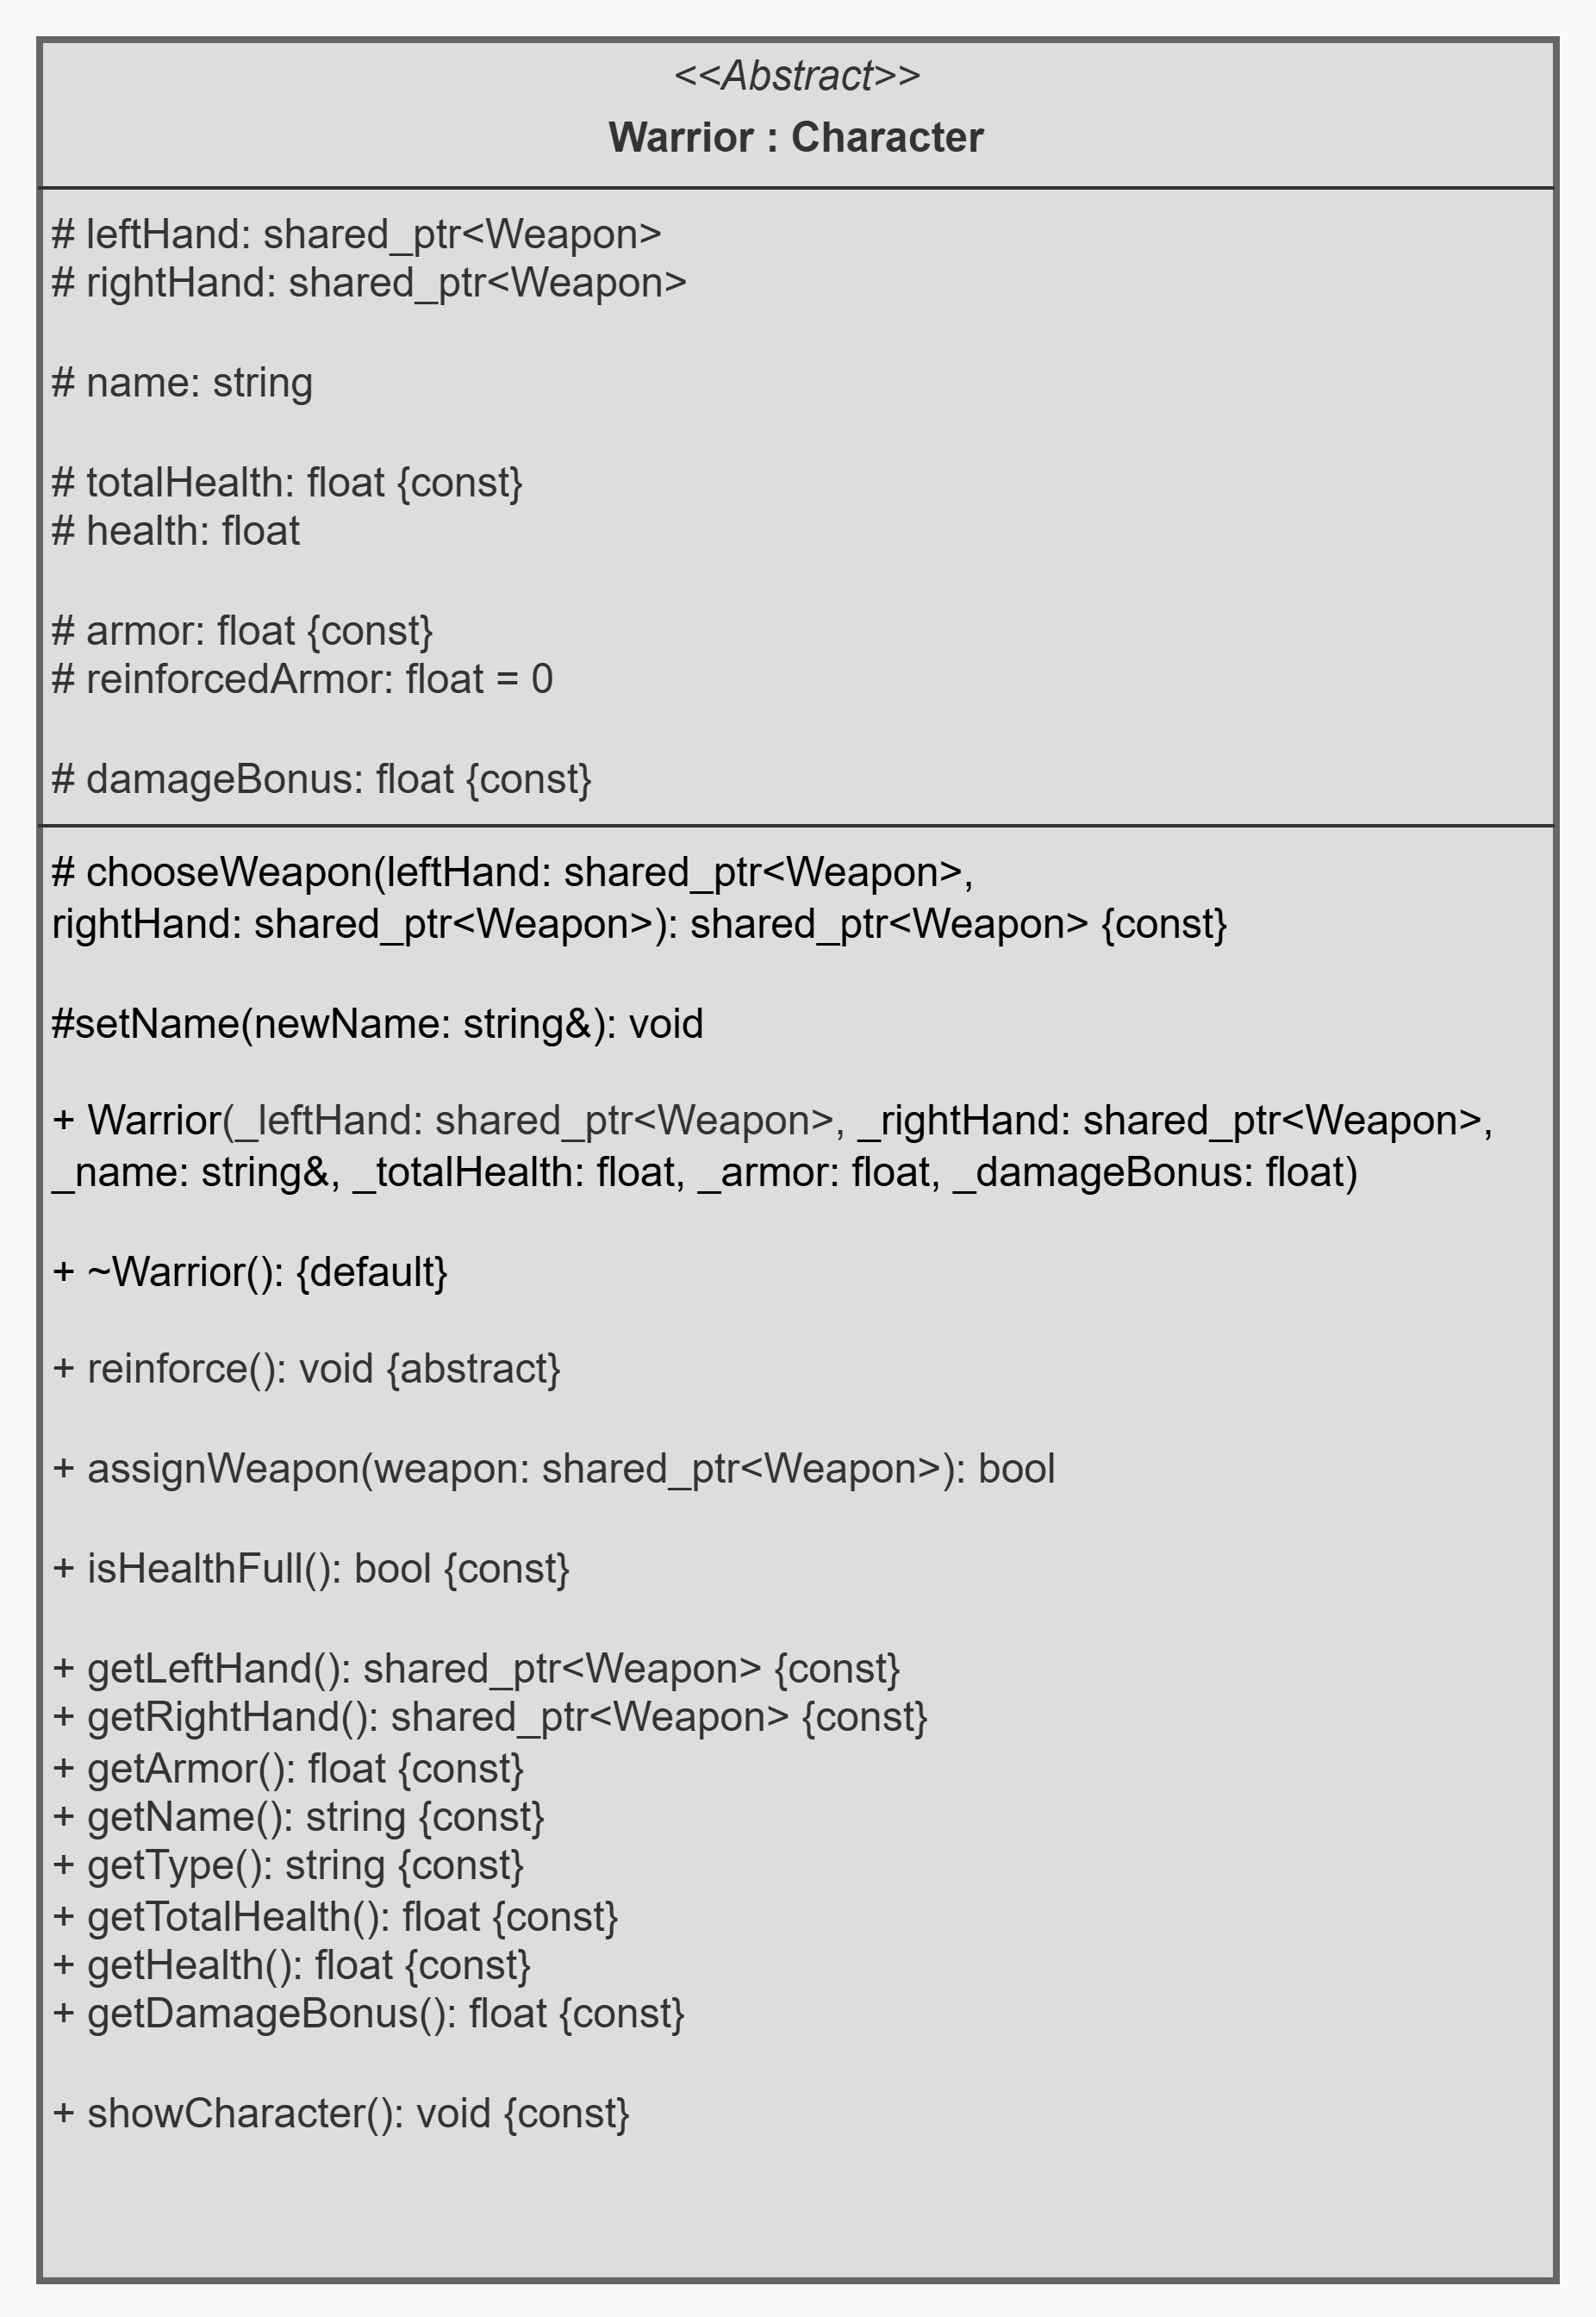 <<Abstract>>
Warrior : Character
# leftHand: shared_ptr<Weapon>
# rightHand: shared_ptr<Weapon>
# name: string
# totalHealth: float {const}
# health: float
# armor: float {const}
# reinforcedArmor: float = 0
# damageBonus: float {const}
# chooseWeapon(leftHand: shared_ptr<Weapon>,
rightHand: shared_ptr<Weapon>): shared_ptr<Weapon> {const}
#setName(newName: string&): void
+ Warrior(_leftHand: shared_ptr<Weapon>, _rightHand: shared_ptr<Weapon>,
_name: string&, _totalHealth: float, _armor: float, _damageBonus: float)
+ ~Warrior(): {default}
+ reinforce(): void {abstract}
+ assignWeapon(weapon: shared_ptr<Weapon>): bool
+ isHealthFull(): bool {const}
+ getLeftHand(): shared_ptr<Weapon> {const}
+ getRightHand(): shared_ptr<Weapon> {const}
+ getArmor(): float {const}
+ getName(): string {const}
+ getType(): string {const}
+ getTotalHealth(): float {const}
+ getHealth(): float {const}
+ getDamageBonus(): float {const}
+ showCharacter(): void {const}